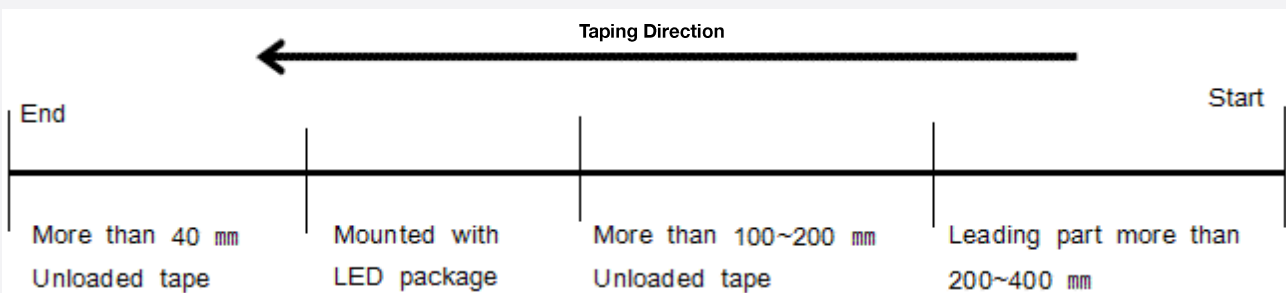 Taping Direction
End
Start
More than 40 mm
Unloaded tape
Mounted with
LED package
More than 100~200 mm
Unloaded tape
Leading part more than
200~400 mm